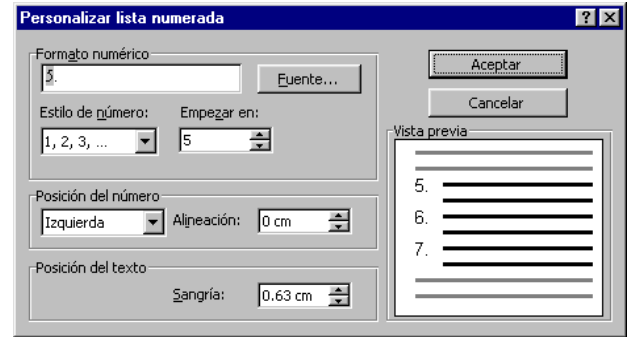 Personalizar lista numerada
Formato numérico
5.
Fuente...
Estilo de número:
Empezar en:
1, 2, 3, ...
5
Posición del número
Izquierda
Alineación:
0 cm
Posición del texto
Sangría:
0.63 cm
Aceptar
Cancelar
Vista previa
5.
6.
7.